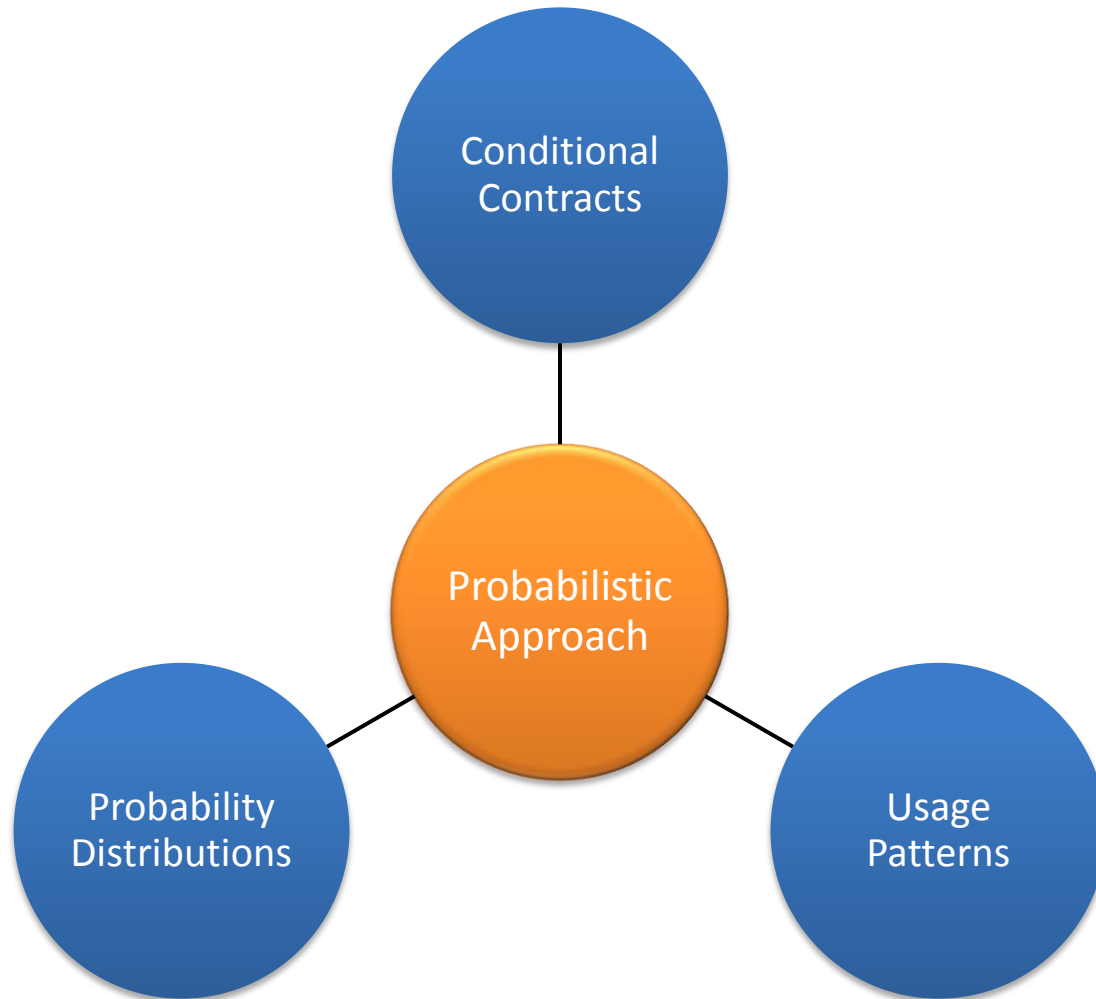 Conditional
Contracts
Probabilistic
Approach
Probability
Distributions
Usage
Patterns